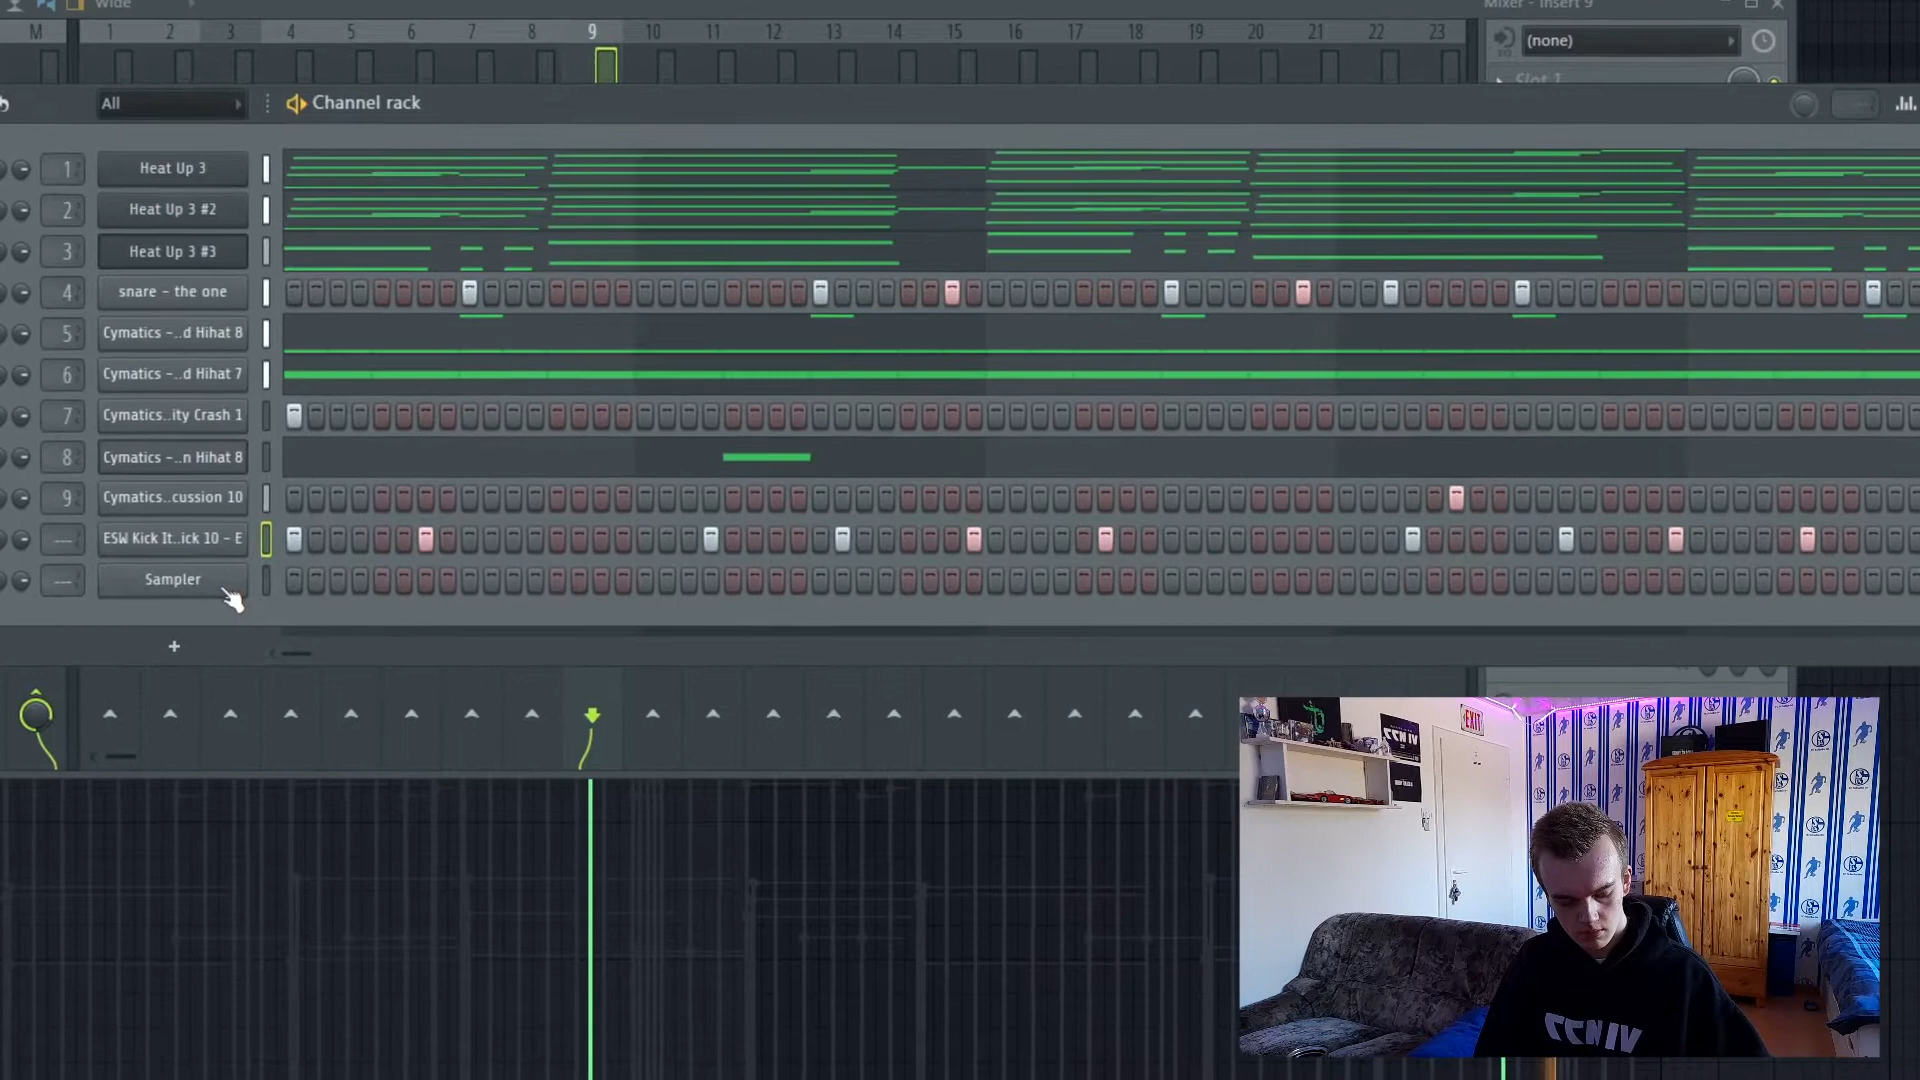 Wide
Mixer - Insert 9
M 1 2 3 4 5 6 7 8 9 10 11 12 13 14 15 16 17 18 19 20 21 22 23
(none)
Slot 1
All
Channel rack
1 Heat Up 3
2 Heat Up 3 #2
3 Heat Up 3 #3
4 snare - the one
5 Cymatics -..d Hihat 8
6 Cymatics -..d Hihat 7
7 Cymatics..ity Crash 1
8 Cymatics -..n Hihat 8
9 Cymatics..cussion 10
--- ESW Kick It..ick 10 - E
--- Sampler
+
EXIT